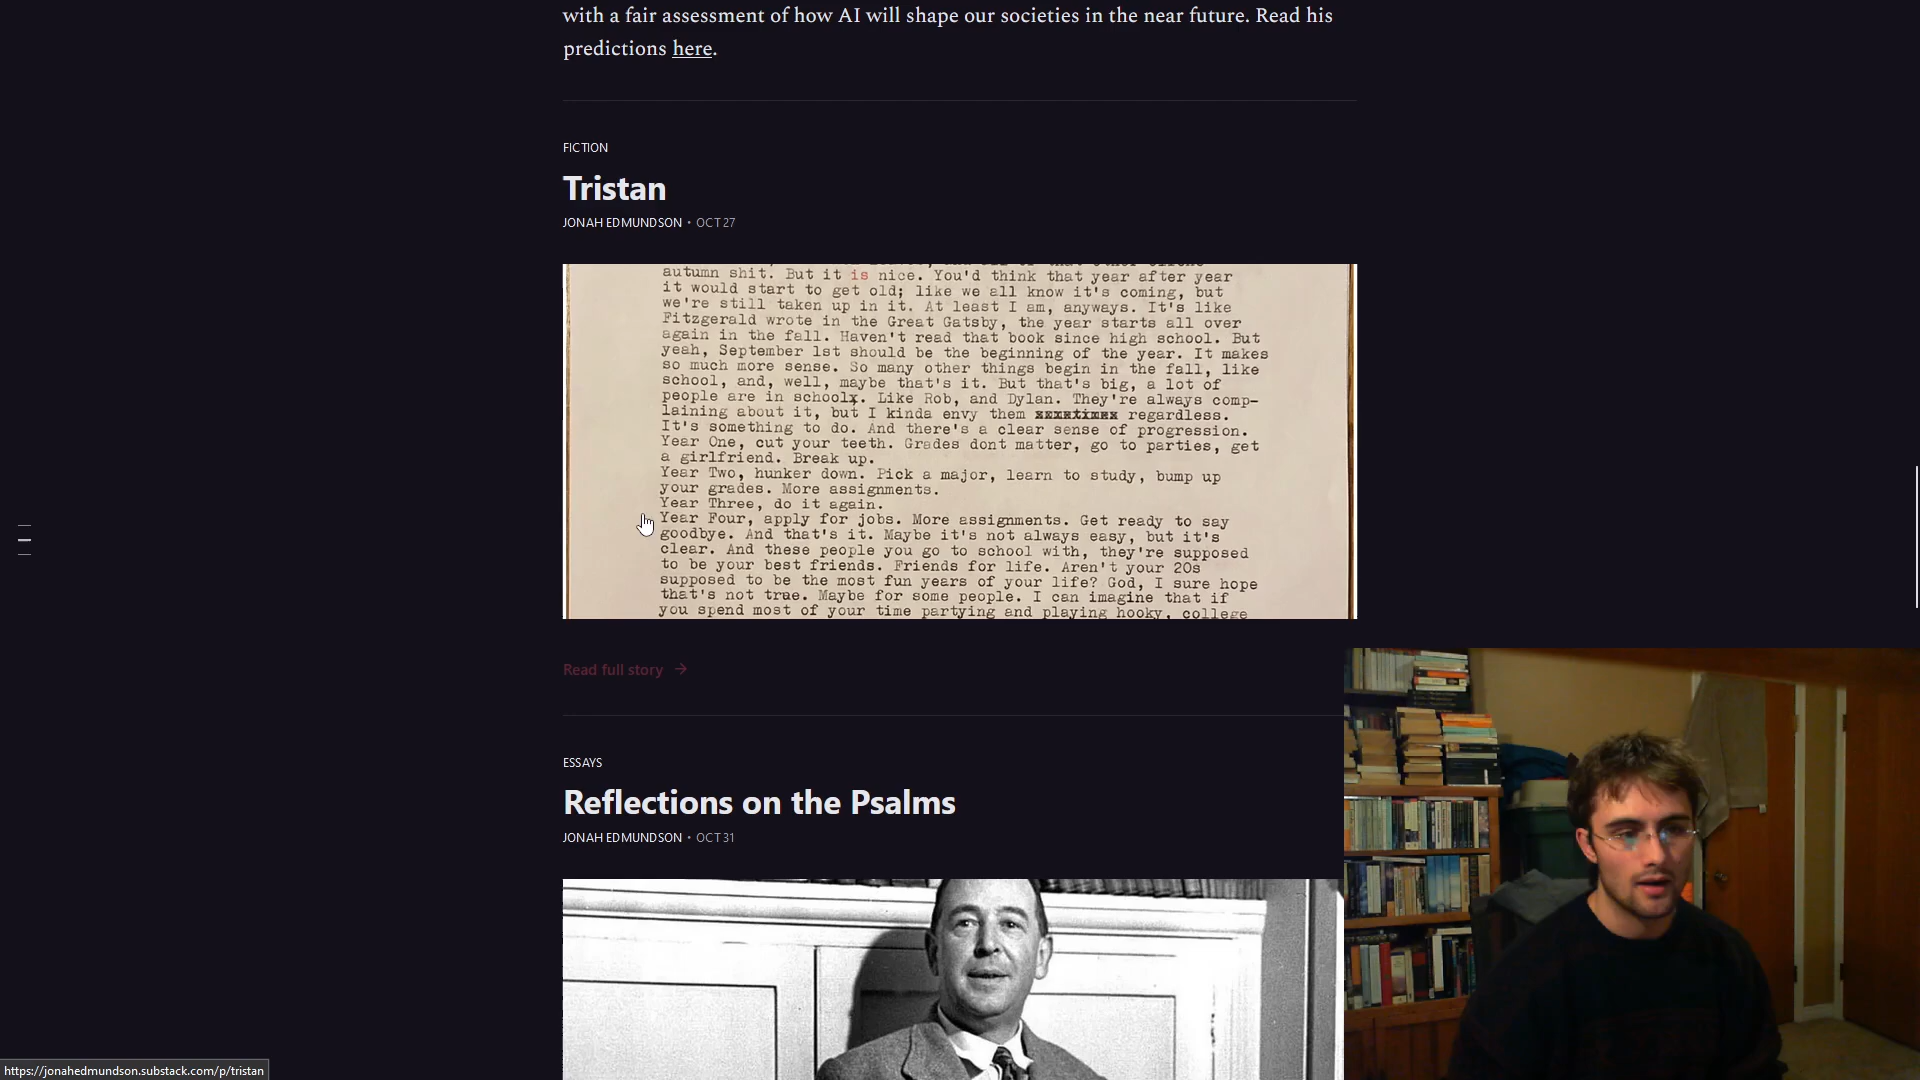 with a fair assessment of how AI will shape our societies in the near future. Read his
predictions here.
FICTION
Tristan
JONAH EDMUNDSON • OCT 27
autumn shit. But it is nice. You'd think that year after year
it would start to get old; like we all know it's coming, but
we're still taken up in it. At least I am, anyways. It's like
Fitzgerald wrote in the Great Gatsby, the year starts all over
again in the fall. Haven't read that book since high school. But
yeah, September 1st should be the beginning of the year. It makes
so much more sense. So many other things begin in the fall, like
school, and, well, maybe that's it. But that's big, a lot of
people are in school. Like Rob, and Dylan. They're always comp-
laining about it, but I kinda envy them regardless.
It's something to do. And there's a clear sense of progression.
Year One, cut your teeth. Grades dont matter, go to parties, get
a girlfriend. Break up.
Year Two, hunker down. Pick a major, learn to study, bump up
your grades. More assignments.
Year Three, do it again.
Year Four, apply for jobs. More assignments. Get ready to say
goodbye. And that's it. Maybe it's not always easy, but it's
clear. And these people you go to school with, they're supposed
to be your best friends. Friends for life. Aren't your 20s
supposed to be the most fun years of your life? God, I sure hope
that's not true. Maybe for some people. I can imagine that if
you spend most of your time partying and playing hooky, college
Read full story →
ESSAYS
Reflections on the Psalms
JONAH EDMUNDSON • OCT 31
https://jonahedmundson.substack.com/p/tristan